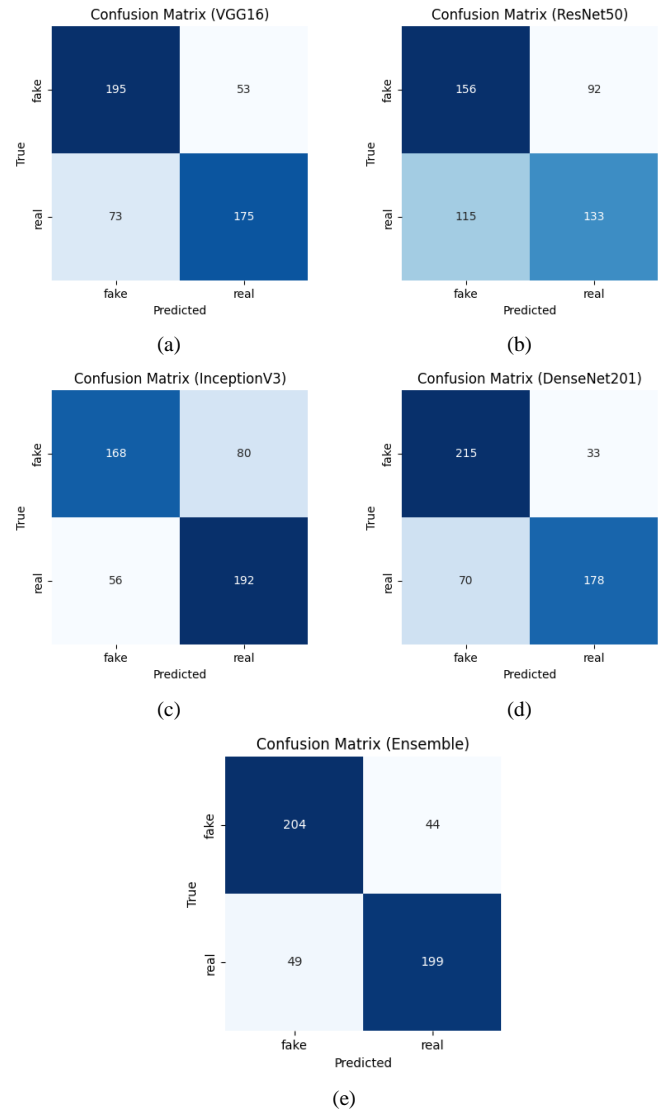 Confusion Matrix (VGG16)
fake
195
53
True
real
73
175
fake
real
Predicted
(a)
Confusion Matrix (ResNet50)
fake
156
92
True
real
115
133
fake
real
Predicted
(b)
Confusion Matrix (InceptionV3)
fake
168
80
True
real
56
192
fake
real
Predicted
(c)
Confusion Matrix (DenseNet201)
fake
215
33
True
real
70
178
fake
real
Predicted
(d)
Confusion Matrix (Ensemble)
fake
204
44
True
real
49
199
fake
real
Predicted
(e)